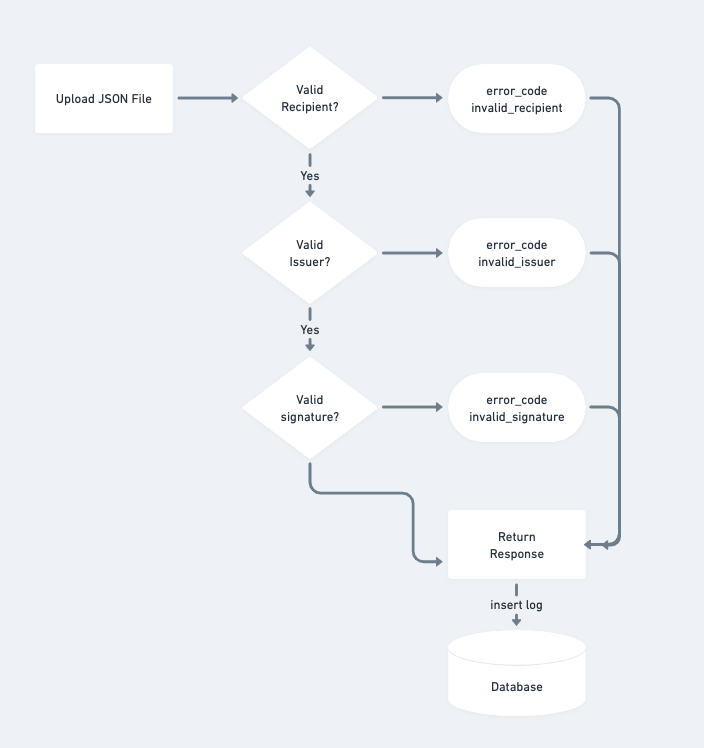 Upload JSON File
Valid
Recipient?
error_code
invalid_recipient
Yes
Valid
Issuer?
error_code
invalid_issuer
Yes
Valid
signature?
error_code
invalid_signature
Return
Response
insert log
Database